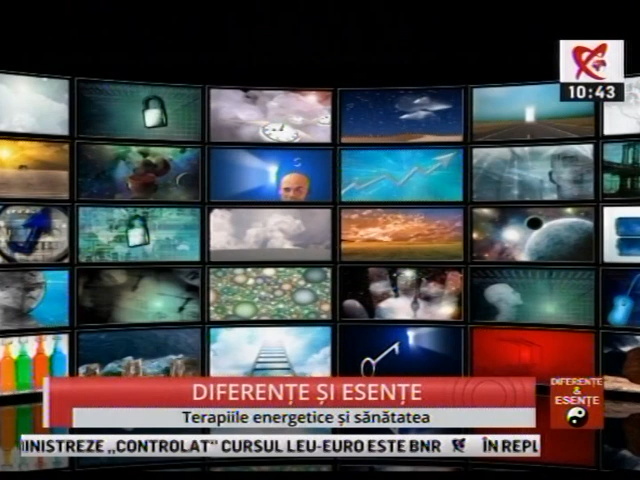 10:43
DIFERENȚE ȘI ESENȚE
Terapiile energetice și sănătatea
DIFERENȚE
&
ESENȚE
INISTREZE „CONTROLAT” CURSUL LEU-EURO ESTE BNR ÎN REPL